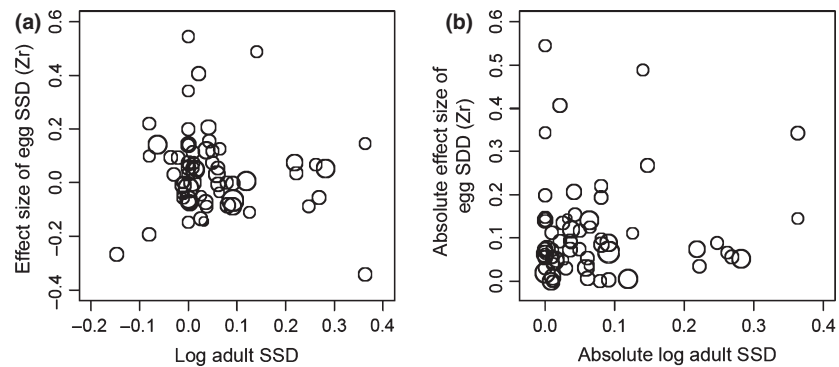 (a)
Effect size of egg SSD (Zr)
0.6
0.4
0.2
0.0
−0.2
−0.4
−0.2 −0.1 0.0 0.1 0.2 0.3 0.4
Log adult SSD
(b)
Absolute effect size of
egg SDD (Zr)
0.6
0.5
0.4
0.3
0.2
0.1
0.0
0.0 0.1 0.2 0.3 0.4
Absolute log adult SSD